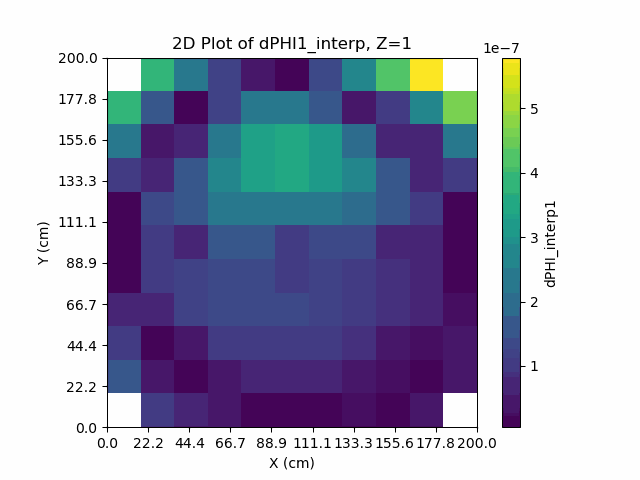 2D Plot of dPHI1_interp, Z=1
1e−7
200.0
177.8
155.6
133.3
111.1
88.9
66.7
44.4
22.2
0.0
Y (cm)
0.0 22.2 44.4 66.7 88.9 111.1 133.3 155.6 177.8 200.0
X (cm)
5
4
3
2
1
dPHI_interp1